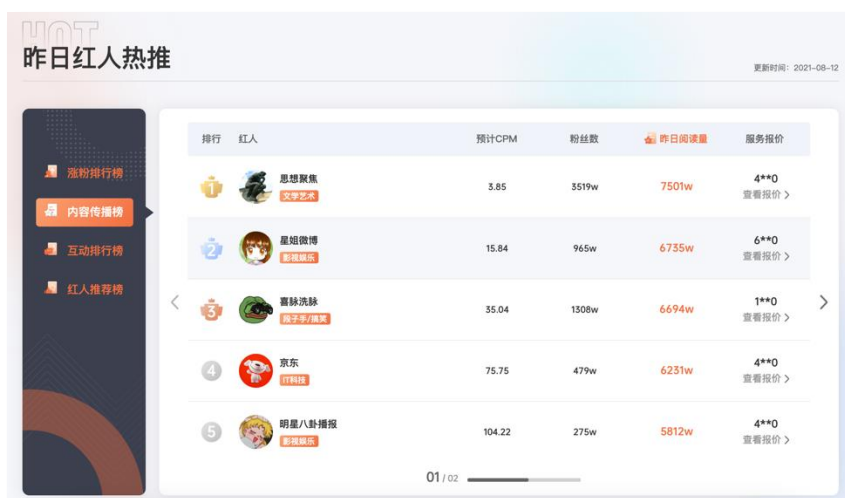 HOT
昨日红人热推
更新时间：2021-08-12
涨粉排行榜
内容传播榜
互动排行榜
红人推荐榜
排行 红人 预计CPM 粉丝数 昨日阅读量 服务报价
1 思想聚焦 文学艺术 3.85 3519w 7501w 4**0 查看报价 >
2 星姐微博 影视娱乐 15.84 965w 6735w 6**0 查看报价 >
3 喜脉洗脉 段子手/搞笑 35.04 1308w 6694w 1**0 查看报价 >
4 京东 IT科技 75.75 479w 6231w 4**0 查看报价 >
5 明星八卦播报 影视娱乐 104.22 275w 5812w 4**0 查看报价 >
01 / 02